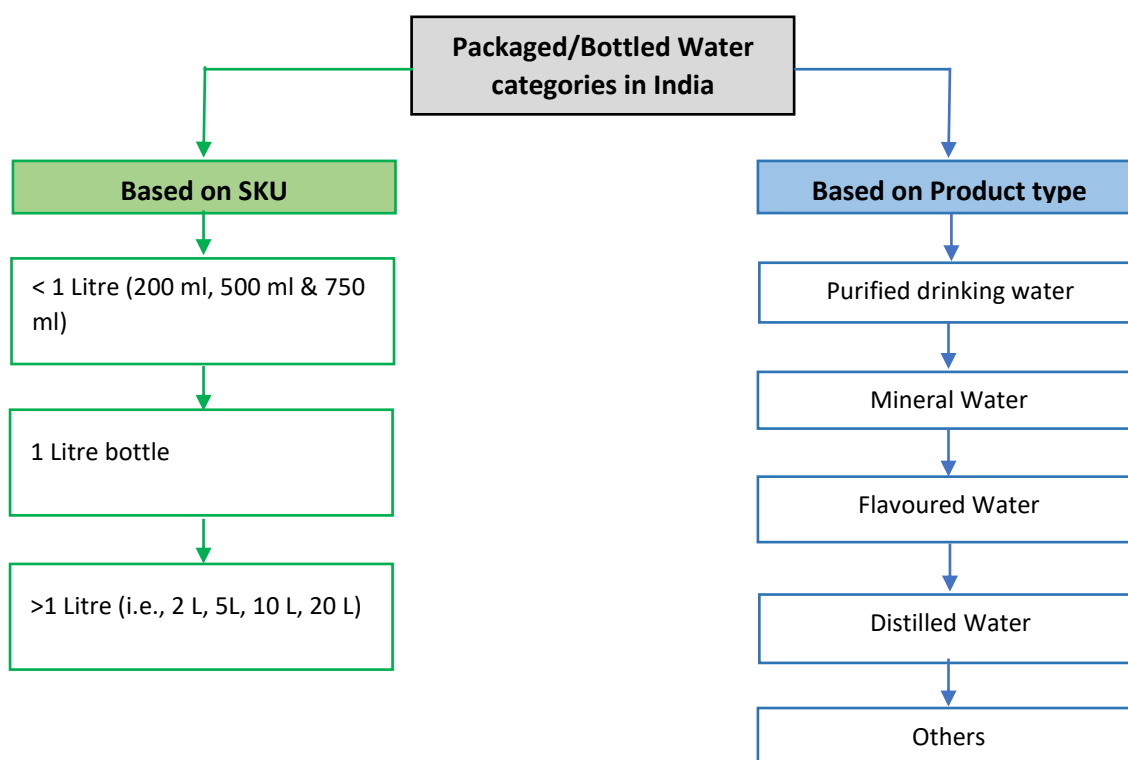 Packaged/Bottled Water
categories in India
Based on SKU
< 1 Litre (200 ml, 500 ml & 750
ml)
1 Litre bottle
>1 Litre (i.e., 2 L, 5L, 10 L, 20 L)
Based on Product type
Purified drinking water
Mineral Water
Flavoured Water
Distilled Water
Others